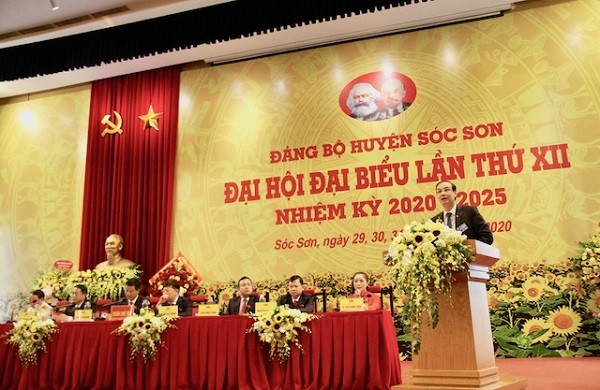 ĐẢNG BỘ HUYỆN SÓC SƠN
ĐẠI HỘI ĐẠI BIỂU LẦN THỨ XII
NHIỆM KỲ 2020 2025
Sóc Sơn, ngày 29, 30, 2020